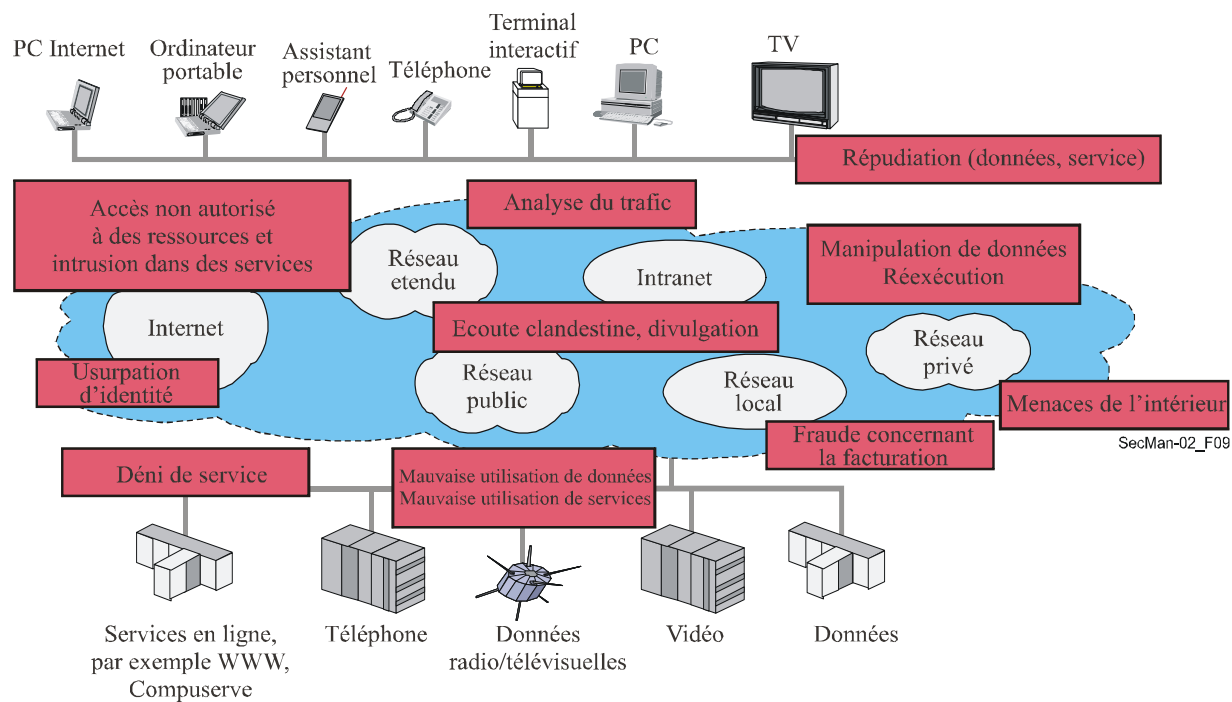 PC Internet
Ordinateur
portable
Assistant
personnel
Téléphone
Terminal
interactif
PC
TV
Répudiation (données, service)
Accès non autorisé
à des ressources et
intrusion dans des services
Analyse du trafic
Réseau
etendu
Intranet
Manipulation de données
Réexécution
Internet
Ecoute clandestine, divulgation
Usurpation
d’identité
Réseau
public
Réseau
local
Réseau
privé
Menaces de l’intérieur
Fraude concernant
la facturation
SecMan-02_F09
Déni de service
Mauvaise utilisation de données
Mauvaise utilisation de services
Services en ligne,
par exemple WWW,
Compuserve
Téléphone
Données
radio/télévisuelles
Vidéo
Données